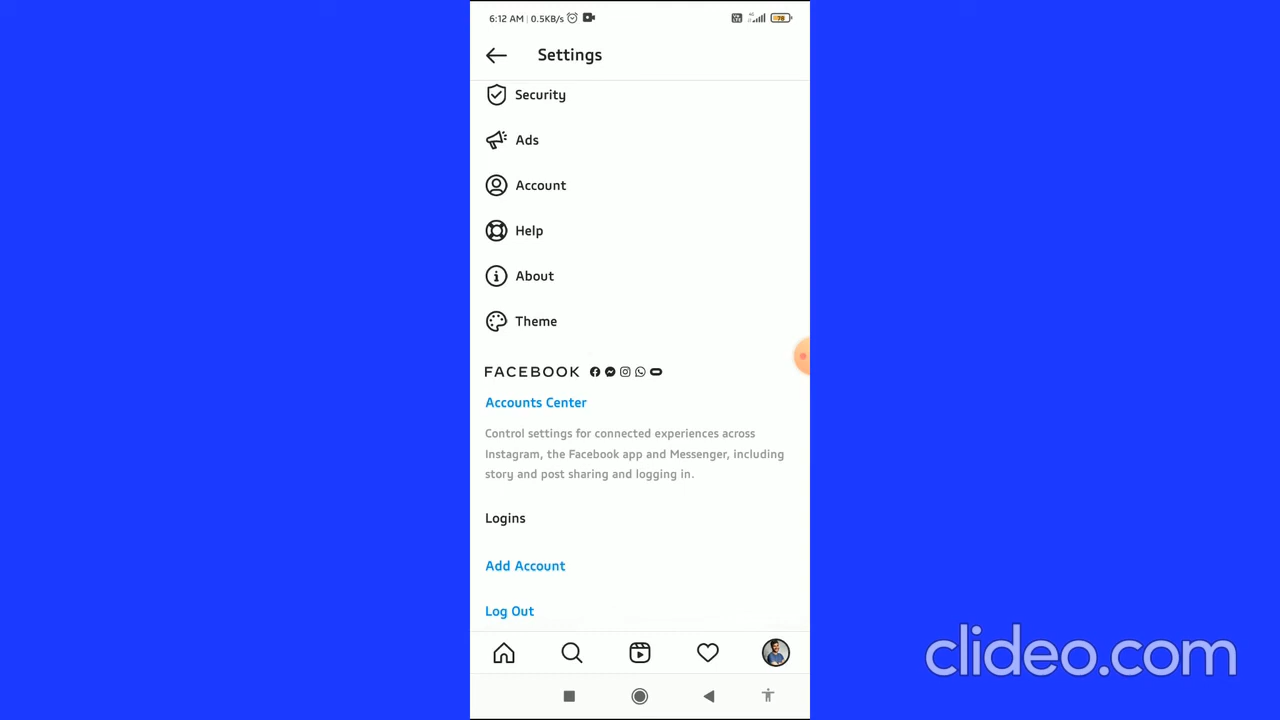 6:12 AM | 0.5KB/s
78
Settings
Security
Ads
Account
Help
About
Theme
FACEBOOK
Accounts Center
Control settings for connected experiences across
Instagram, the Facebook app and Messenger, including
story and post sharing and logging in.
Logins
Add Account
Log Out
clideo.com